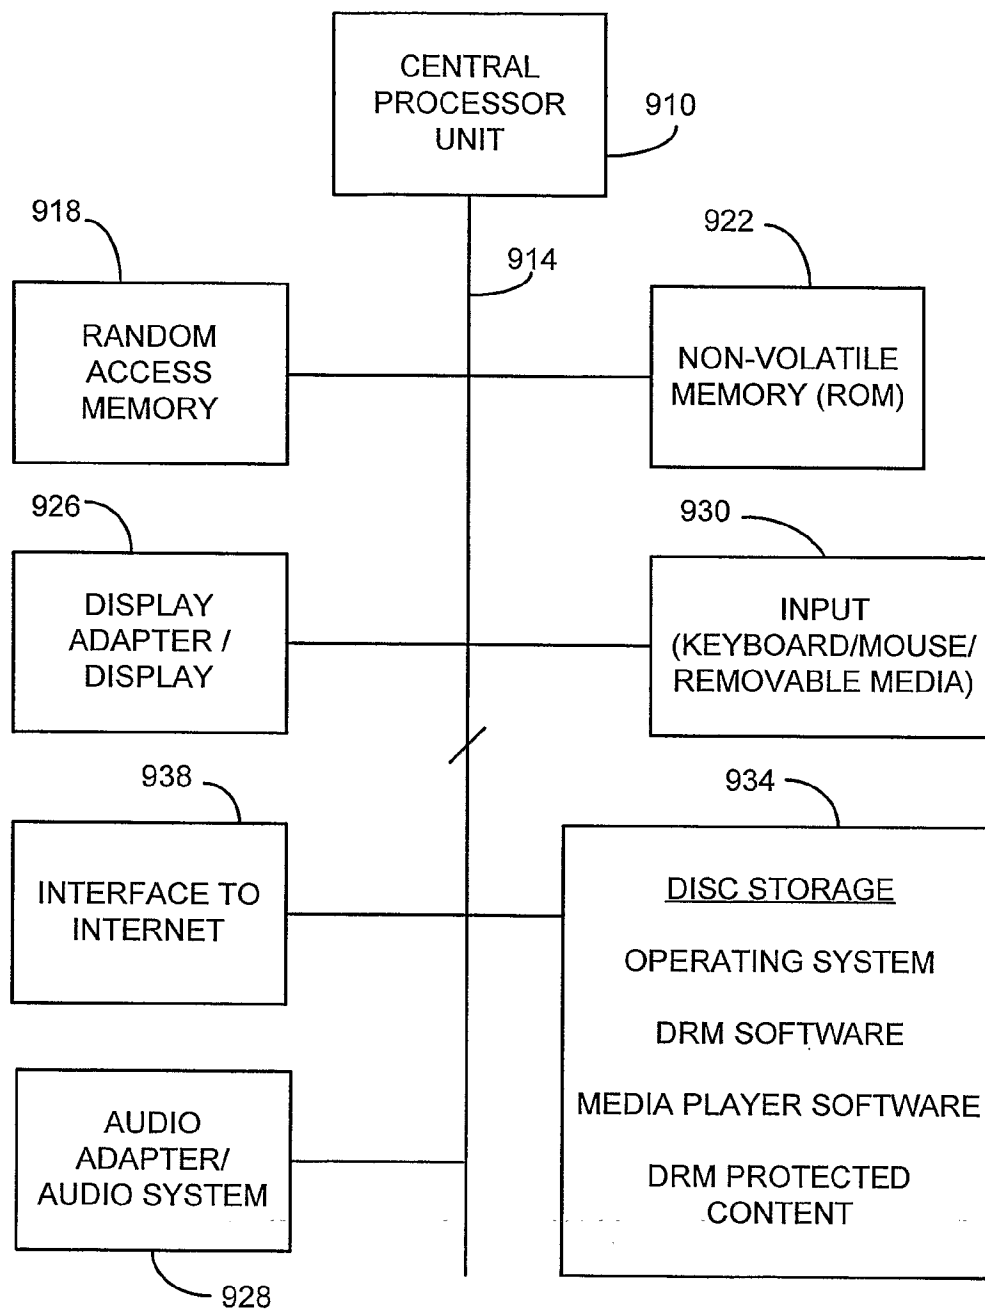 CENTRAL
PROCESSOR
UNIT
910
918
914
922
RANDOM
ACCESS
MEMORY
NON-VOLATILE
MEMORY (ROM)
926
930
DISPLAY
ADAPTER /
DISPLAY
INPUT
(KEYBOARD/MOUSE/
REMOVABLE MEDIA)
938
934
INTERFACE TO
INTERNET
DISC STORAGE
OPERATING SYSTEM
DRM SOFTWARE
MEDIA PLAYER SOFTWARE
DRM PROTECTED
CONTENT
AUDIO
ADAPTER/
AUDIO SYSTEM
928